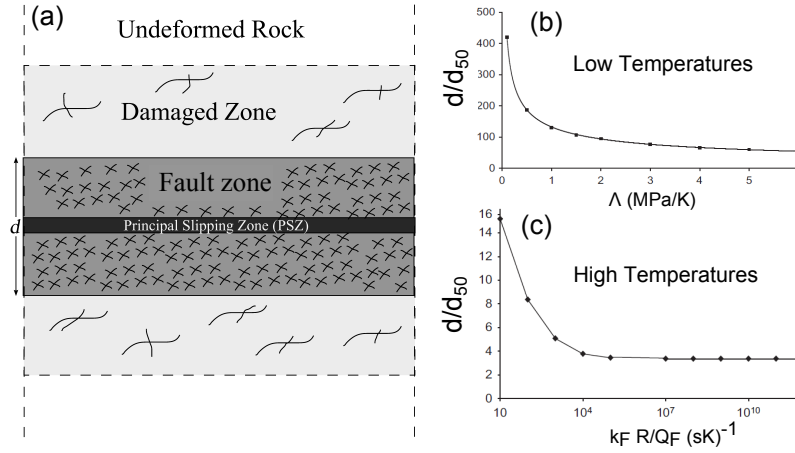 (a)
Undeformed Rock
Damaged Zone
Fault zone
Principal Slipping Zone (PSZ)
d
(b)
Low Temperatures
d/d50
500
400
300
200
100
0
0 1 2 3 4 5
Λ (MPa/K)
(c)
High Temperatures
d/d50
16
14
12
10
8
6
4
2
0
10 10^4 10^7 10^10
kF R/QF (sK)^-1